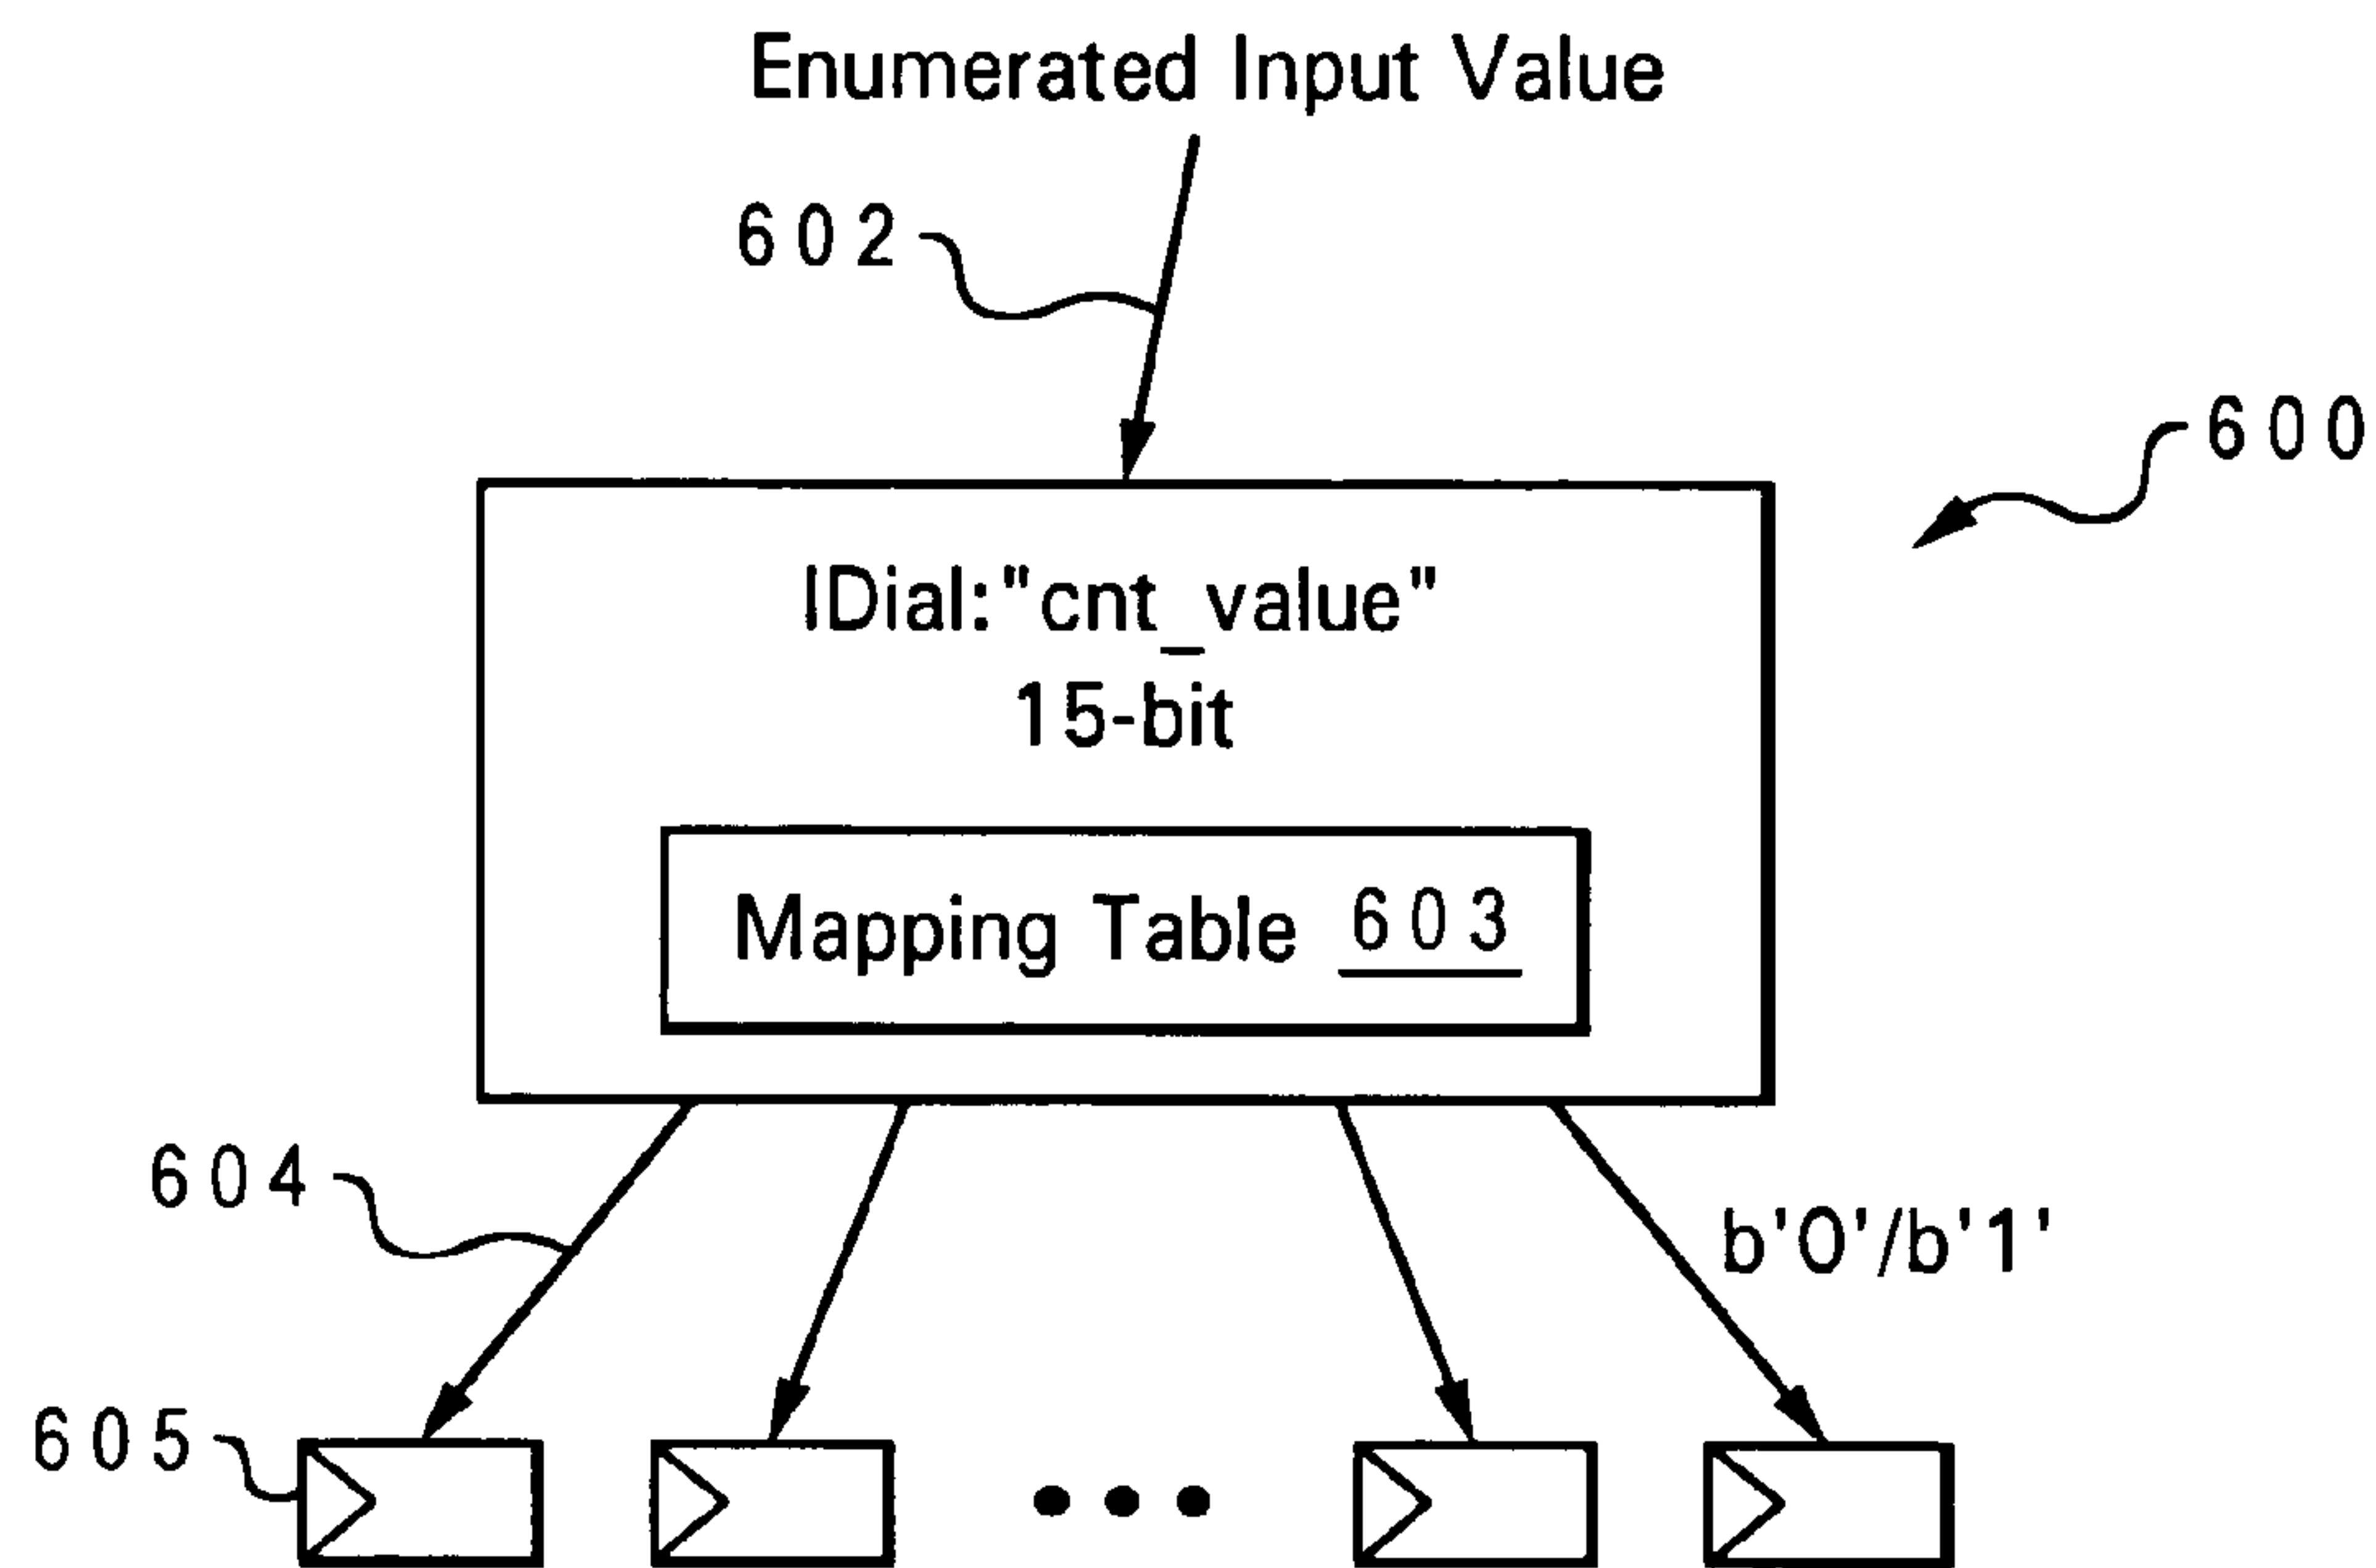 Enumerated Input Value
602
600
IDial:"cnt_value"
15-bit
Mapping Table 603
604
b'0'/b'1'
605